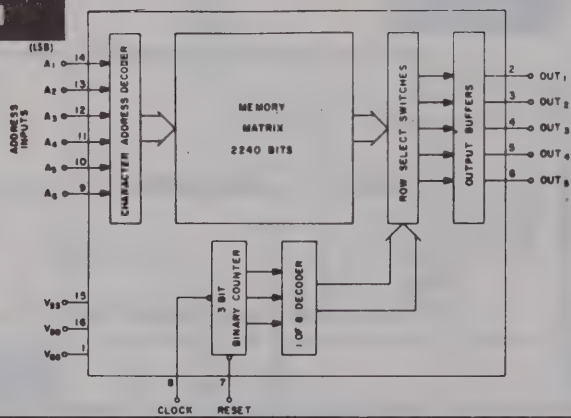 (LSB)
A1 14
A2 13
A3 12
A4 11
A5 10
A6 9
ADDRESS
INPUTS
CHARACTER ADDRESS DECODER
MEMORY
MATRIX
2240 BITS
ROW SELECT SWITCHES
OUTPUT BUFFERS
2 OUT1
3 OUT2
4 OUT3
5 OUT4
6 OUT5
3 BIT
BINARY COUNTER
1 OF 8 DECODER
VSS 15
16
1
8
7
CLOCK
RESET